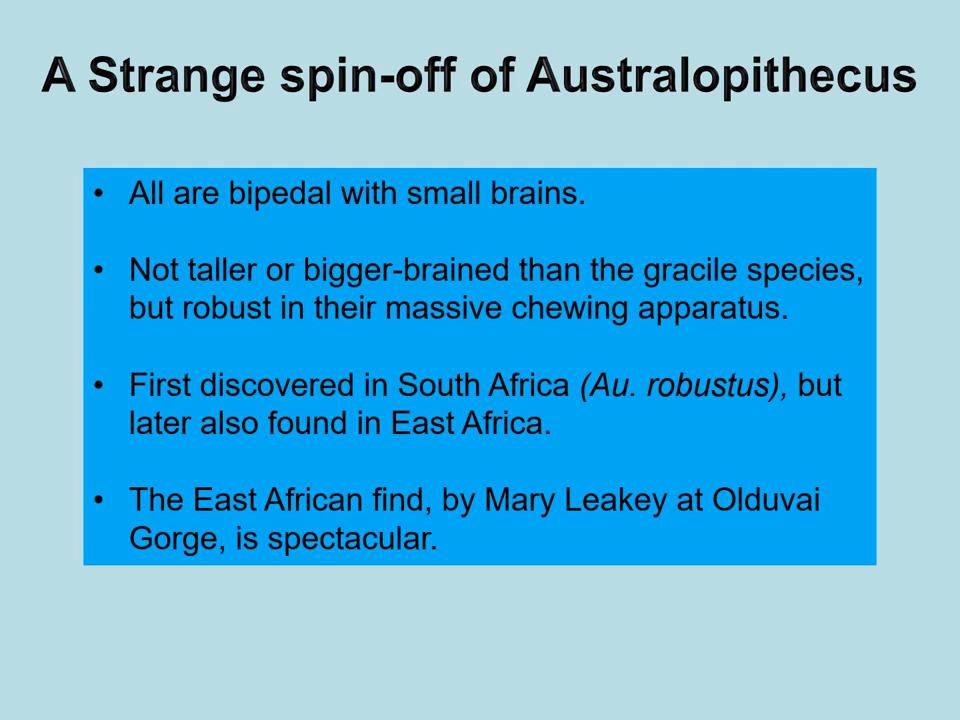 A Strange spin-off of Australopithecus
• All are bipedal with small brains.
• Not taller or bigger-brained than the gracile species,
but robust in their massive chewing apparatus.
• First discovered in South Africa (Au. robustus), but
later also found in East Africa.
• The East African find, by Mary Leakey at Olduvai
Gorge, is spectacular.